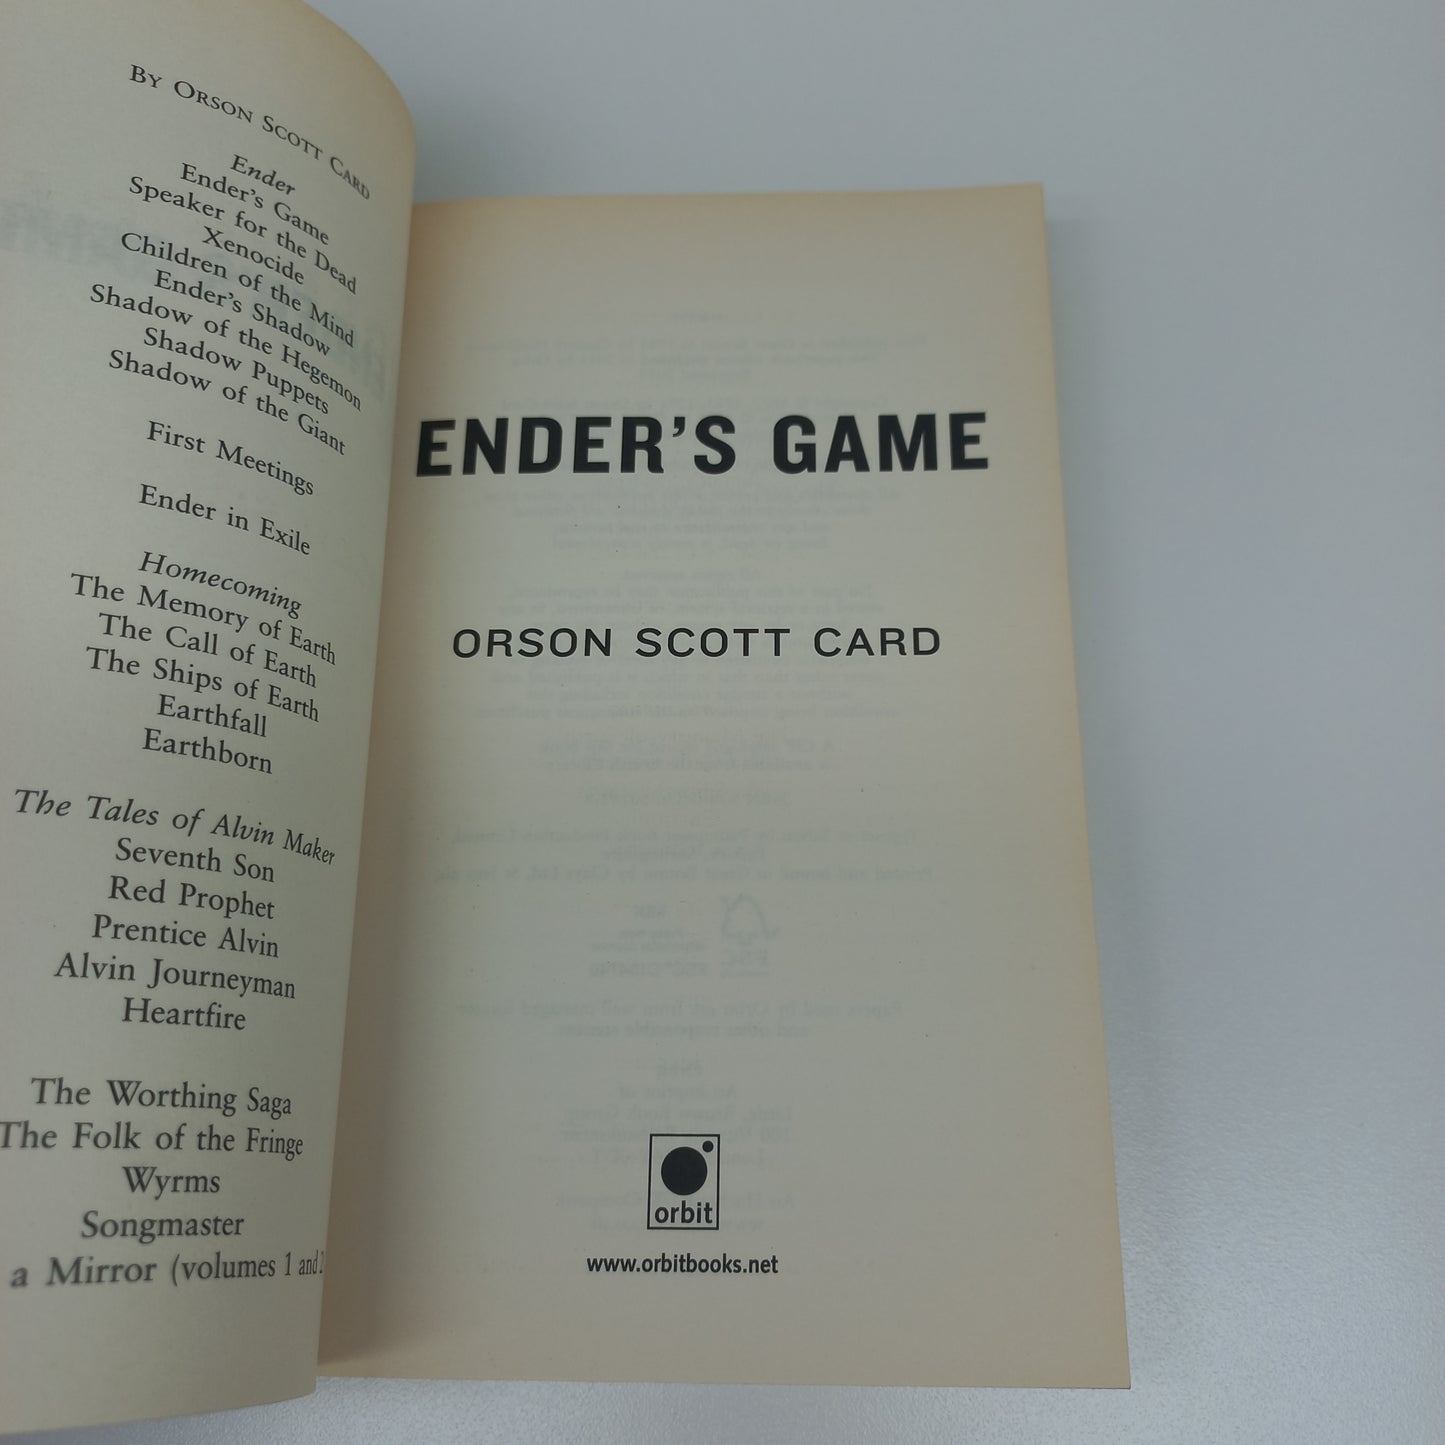 BY ORSON SCOTT CARD
Ender
Ender's Game
Speaker for the Dead
Xenocide
Children of the Mind
Ender's Shadow
Shadow of the Hegemon
Shadow Puppets
Shadow of the Giant
First Meetings
Ender in Exile
Homecoming
The Memory of Earth
The Call of Earth
The Ships of Earth
Earthfall
Earthborn
The Tales of Alvin Maker
Seventh Son
Red Prophet
Prentice Alvin
Alvin Journeyman
Heartfire
The Worthing Saga
The Folk of the Fringe
Wyrms
Songmaster
a Mirror (volumes 1 and 2
ENDER'S GAME
ORSON SCOTT CARD
orbit
www.orbitbooks.net